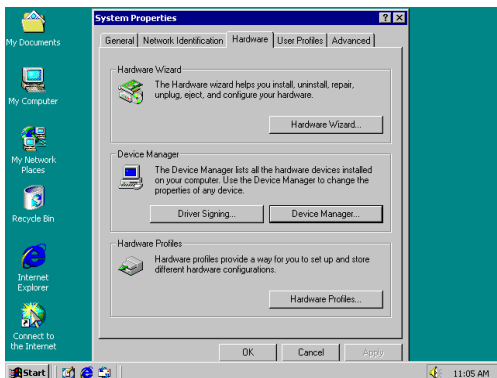 My Documents
My Computer
My Network
Places
Recycle Bin
Internet
Explorer
Connect to
the Internet
System Properties
General
Network Identification
Hardware
User Profiles
Advanced
Hardware Wizard
The Hardware wizard helps you install, uninstall, repair,
unplug, eject, and configure your hardware.
Hardware Wizard...
Device Manager
The Device Manager lists all the hardware devices installed
on your computer. Use the Device Manager to change the
properties of any device.
Driver Signing...
Device Manager...
Hardware Profiles
Hardware profiles provide a way for you to set up and store
different hardware configurations.
Hardware Profiles...
OK
Cancel
Apply
Start
11:05 AM